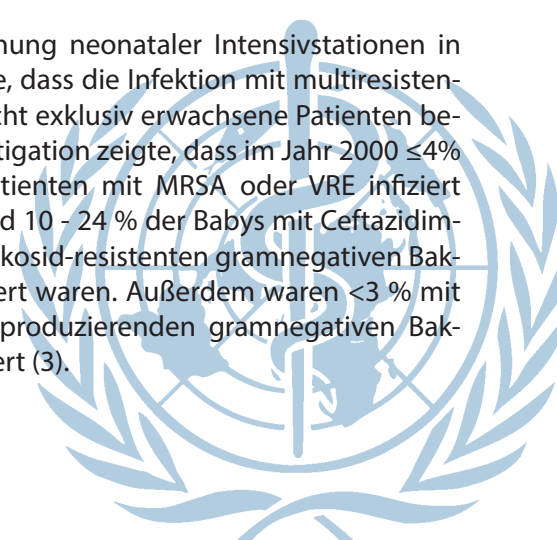 nung neonataler Intensivstationen in
e, dass die Infektion mit multiresisten-
cht exklusiv erwachsene Patienten be-
tigation zeigte, dass im Jahr 2000 ≤4%
atienten mit MRSA oder VRE infiziert
d 10 - 24 % der Babys mit Ceftazidim-
kosid-resistenten gramnegativen Bak-
ert waren. Außerdem waren <3 % mit
produzierenden gramnegativen Bak-
ert (3).